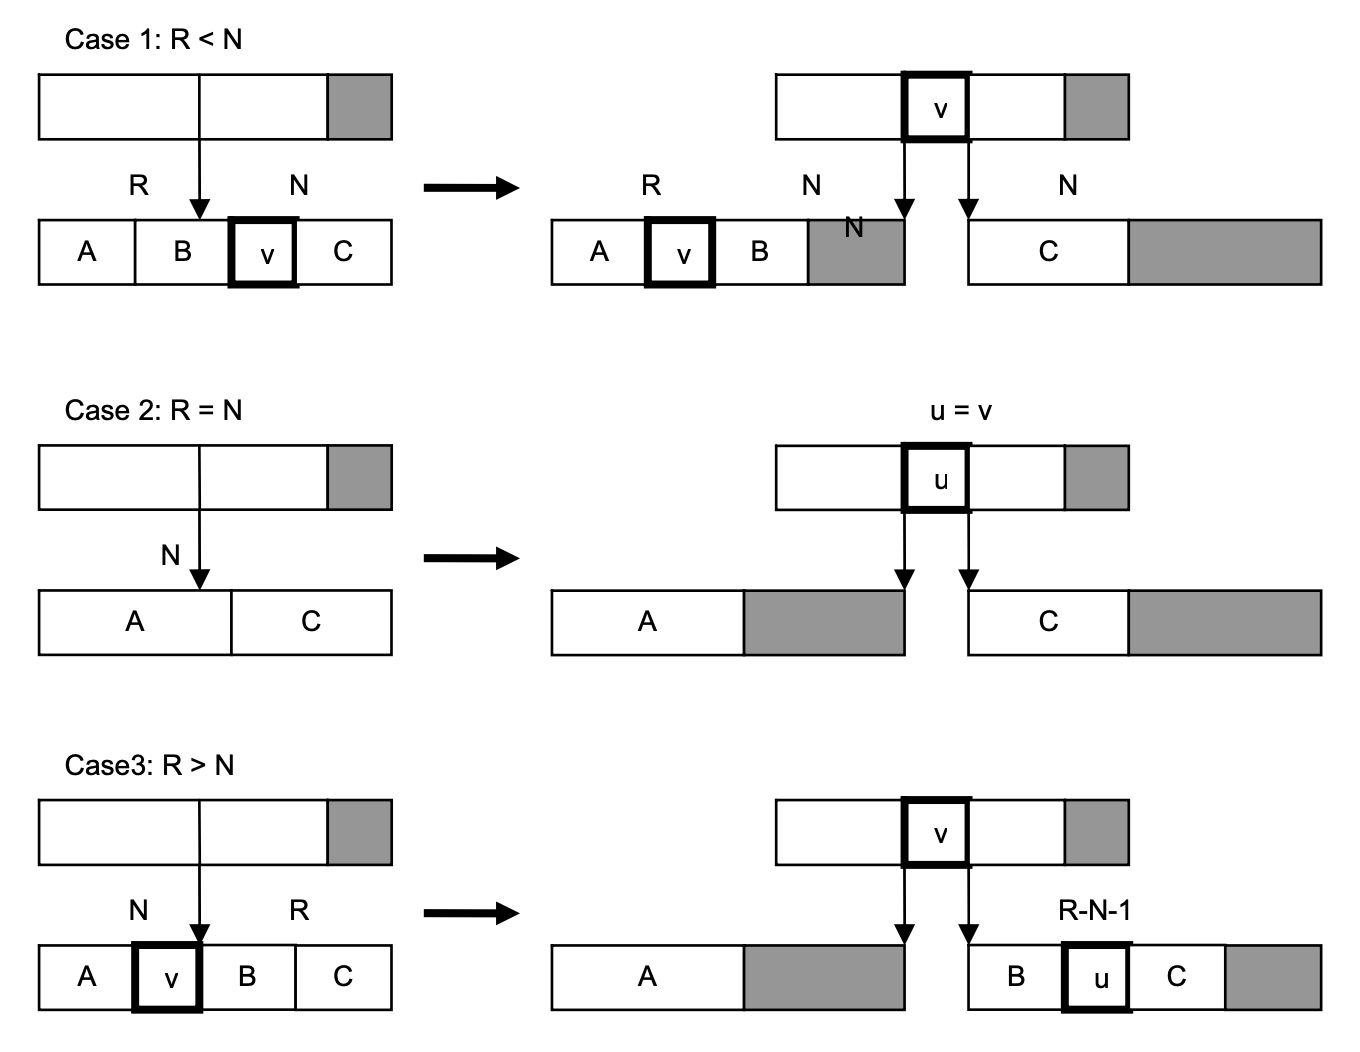 Case 1: R < N
v
R N R N N
N
A B v C A v B C
Case 2: R = N u = v
u
N
A C A C
Case3: R > N
v
N R R-N-1
A v B C A B u C